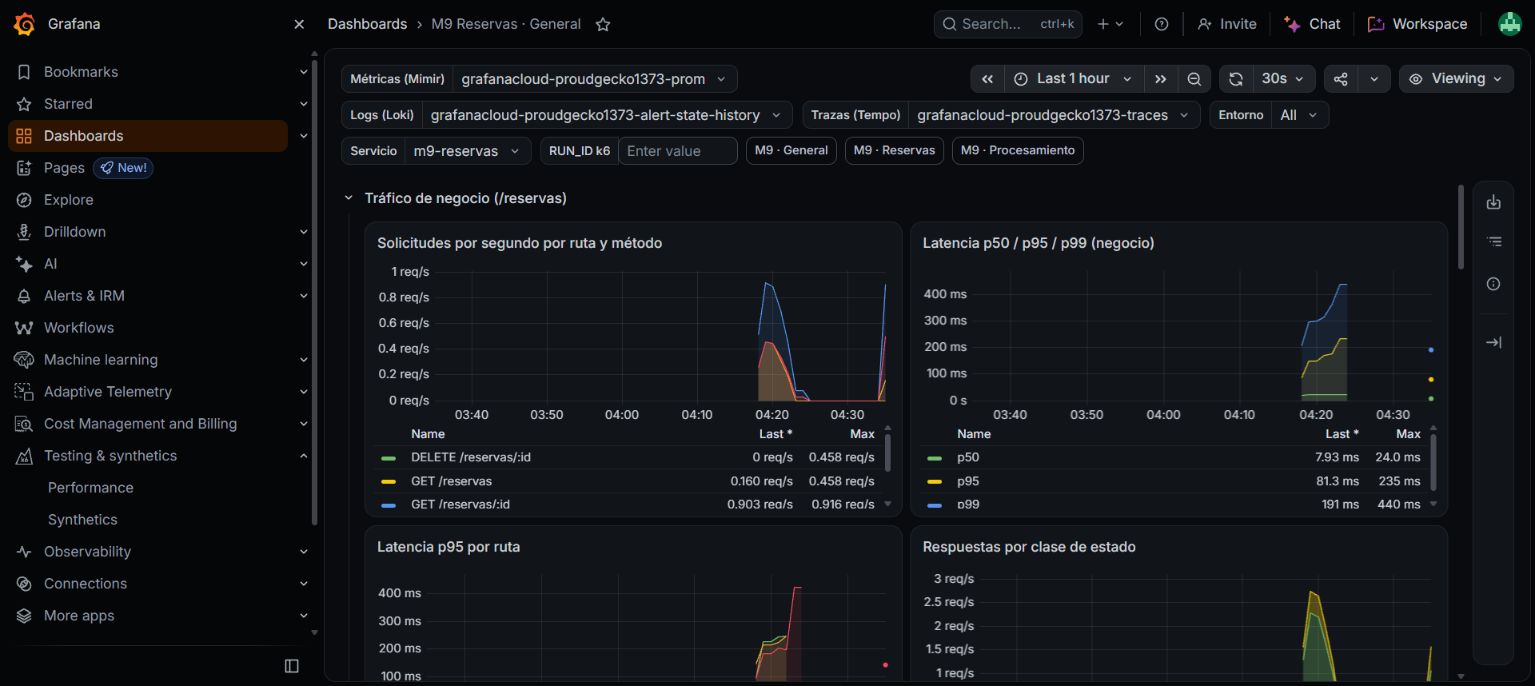 Grafana
Dashboards › M9 Reservas · General
Search... ctrl+k
Invite
Chat
Workspace
Bookmarks
Starred
Dashboards
Pages New!
Explore
Drilldown
AI
Alerts & IRM
Workflows
Machine learning
Adaptive Telemetry
Cost Management and Billing
Testing & synthetics
Performance
Synthetics
Observability
Connections
More apps
Métricas (Mimir) grafanacloud-proudgecko1373-prom
Last 1 hour
30s
Viewing
Logs (Loki) grafanacloud-proudgecko1373-alert-state-history
Trazas (Tempo) grafanacloud-proudgecko1373-traces
Entorno All
Servicio m9-reservas
RUN_ID k6 Enter value
M9 · General
M9 · Reservas
M9 · Procesamiento
Tráfico de negocio (/reservas)
Solicitudes por segundo por ruta y método
1 req/s
0.8 req/s
0.6 req/s
0.4 req/s
0.2 req/s
0 req/s
03:40 03:50 04:00 04:10 04:20 04:30
Name Last * Max
DELETE /reservas/:id 0 req/s 0.458 req/s
GET /reservas 0.160 req/s 0.458 req/s
GET /reservas/:id 0.903 req/s 0.916 req/s
Latencia p50 / p95 / p99 (negocio)
400 ms
300 ms
200 ms
100 ms
0 s
03:40 03:50 04:00 04:10 04:20 04:30
Name Last * Max
p50 7.93 ms 24.0 ms
p95 81.3 ms 235 ms
p99 191 ms 440 ms
Latencia p95 por ruta
400 ms
300 ms
200 ms
100 ms
Respuestas por clase de estado
3 req/s
2.5 req/s
2 req/s
1.5 req/s
1 req/s